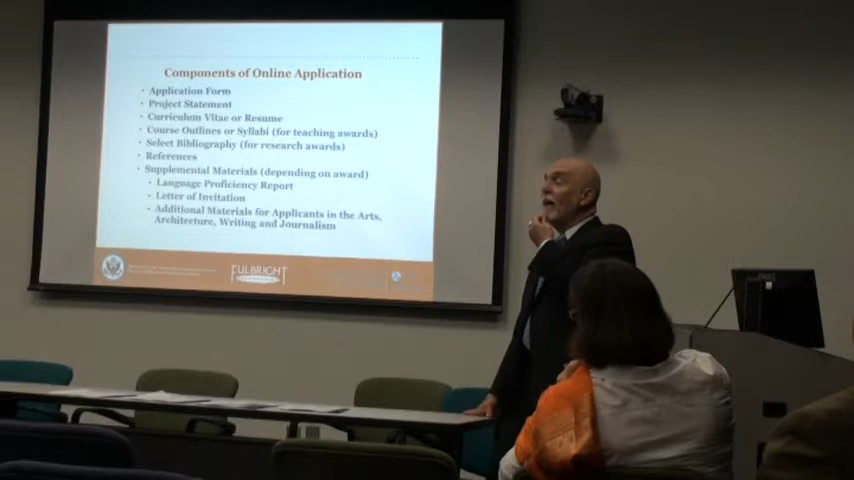 Components of Online Application
• Application Form
• Project Statement
• Curriculum Vitae or Resume
• Course Outlines or Syllabi (for teaching awards)
• Select Bibliography (for research awards)
• References
• Supplemental Materials (depending on award)
• Language Proficiency Report
• Letter of Invitation
• Additional Materials for Applicants in the Arts,
Architecture, Writing and Journalism
FULBRIGHT
DELL